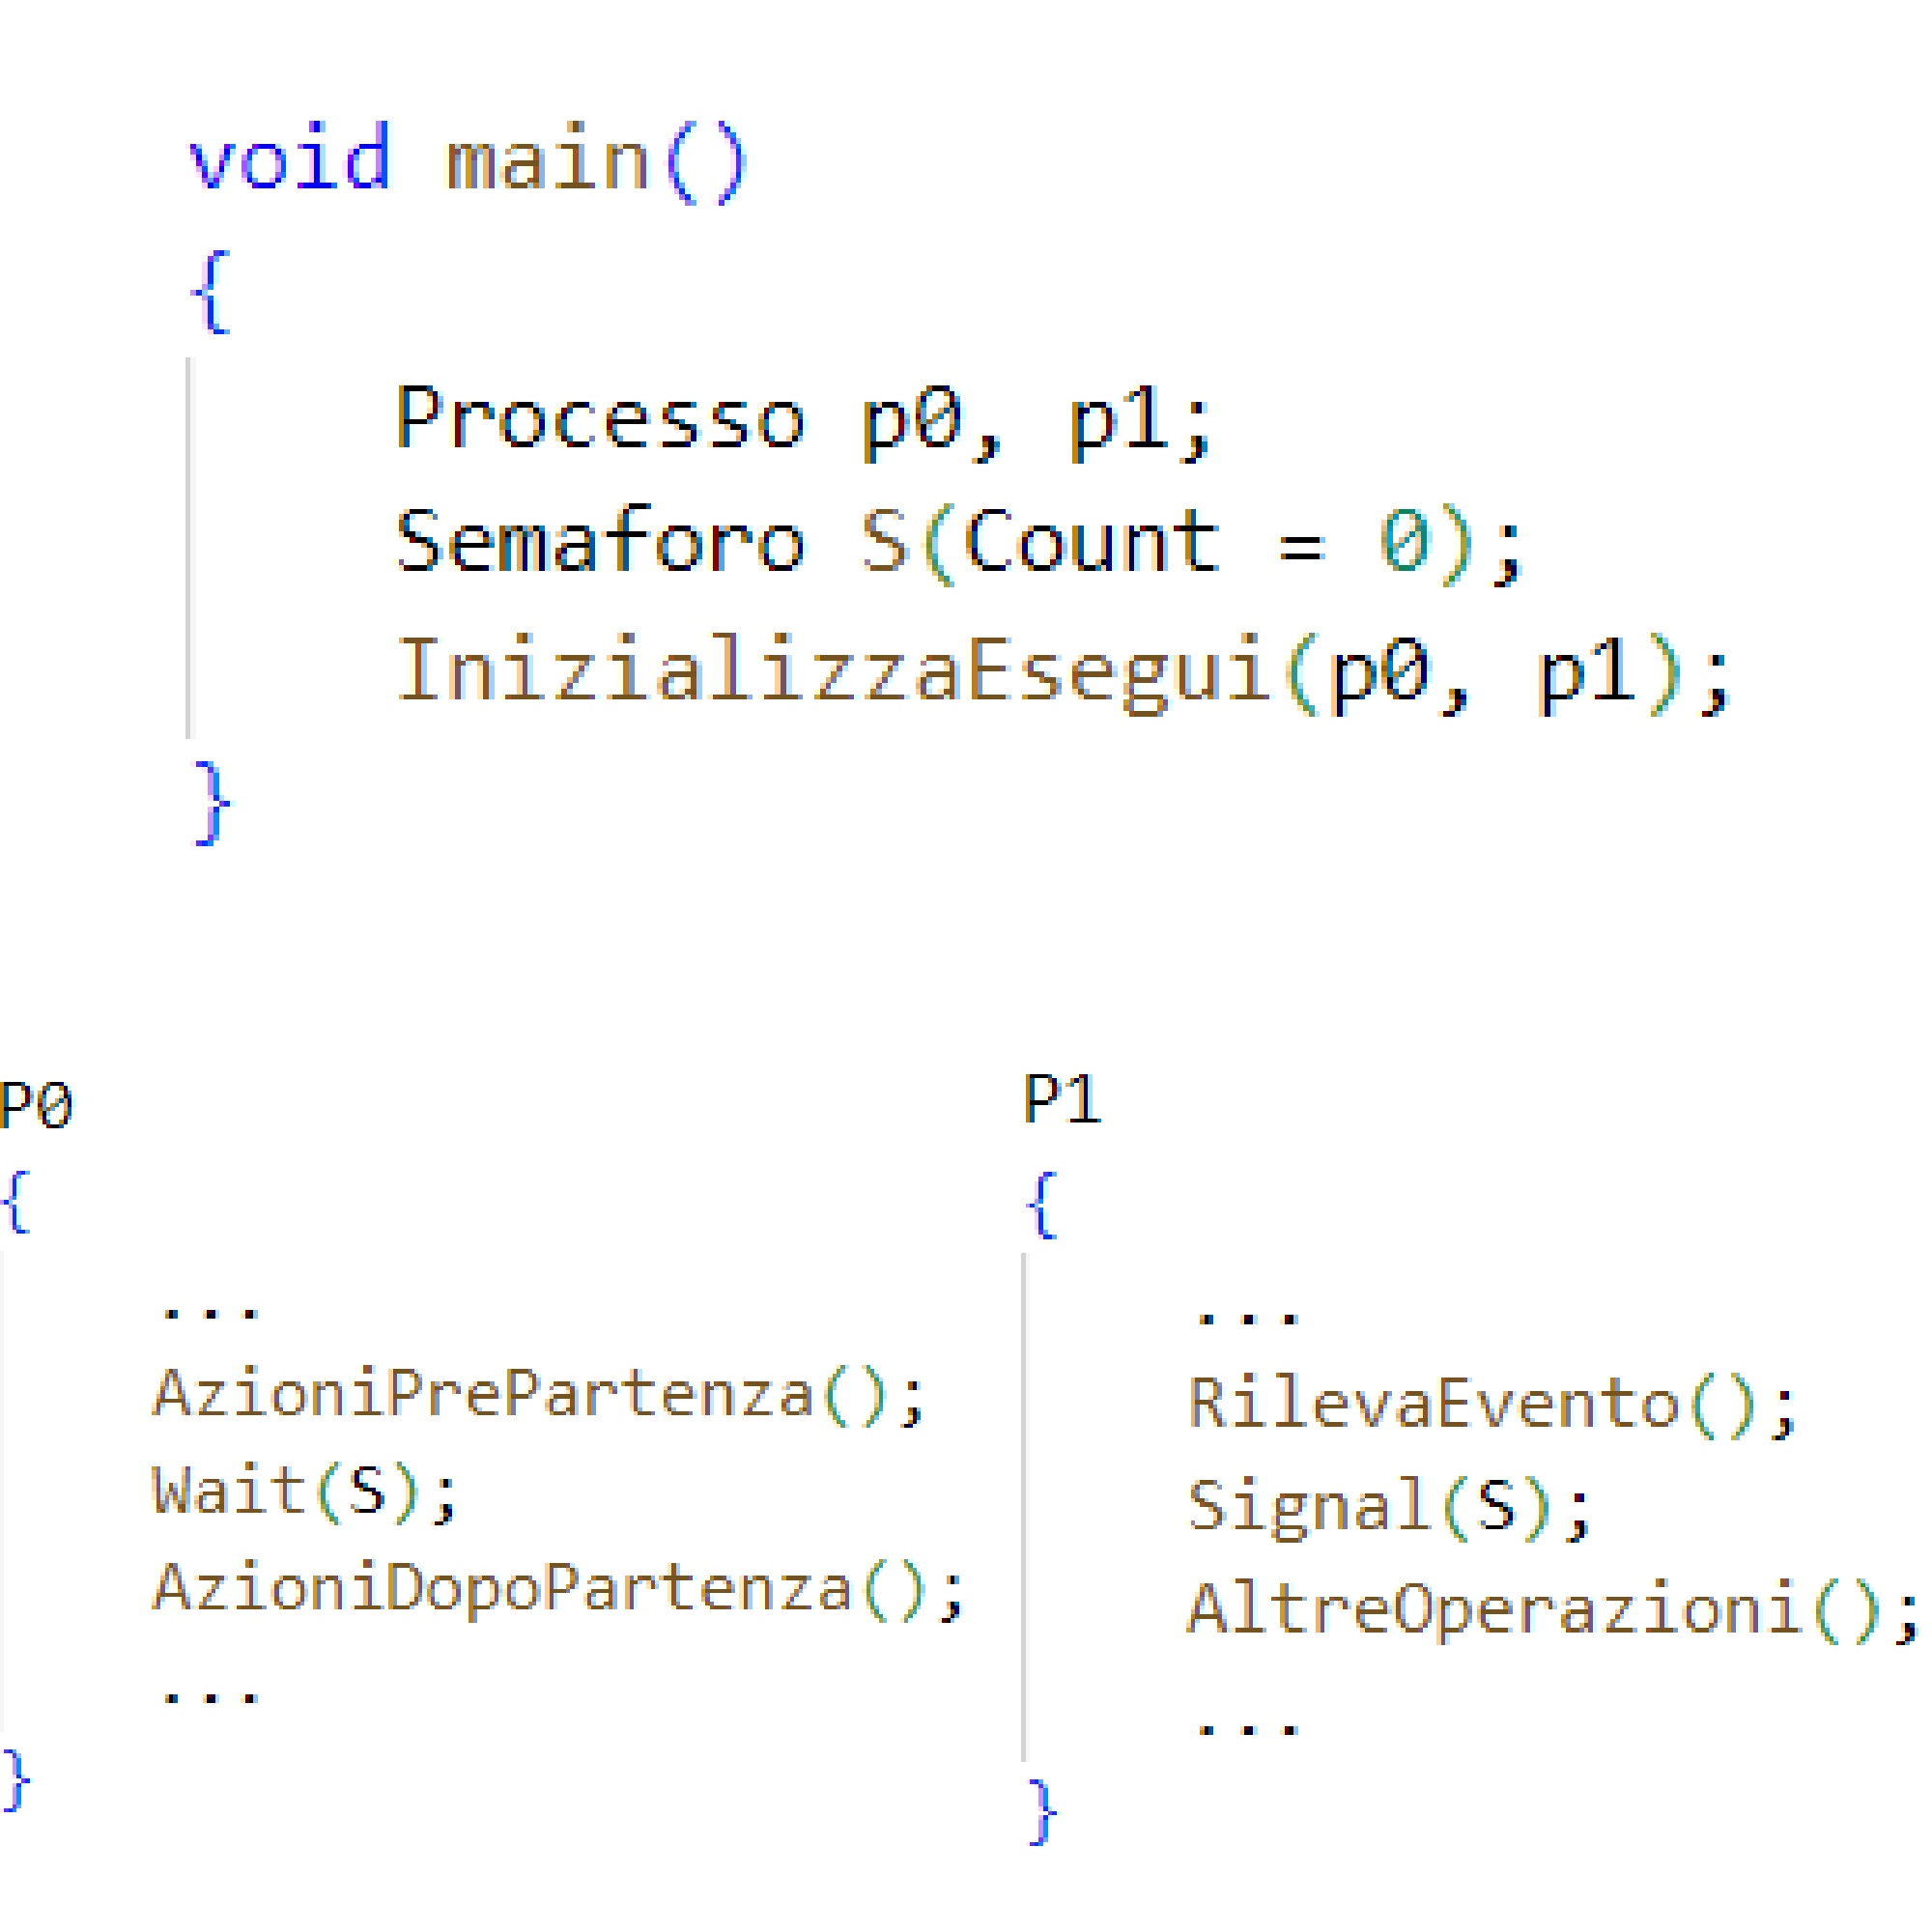 void main()
{
Processo p0, p1;
Semaforo S(Count = 0);
InizializzaEsegui(p0, p1);
}
P0
{
...
AzioniPrePartenza();
Wait(S);
AzioniDopoPartenza();
...
}
P1
{
...
RilevaEvento();
Signal(S);
AltreOperazioni();
...
}